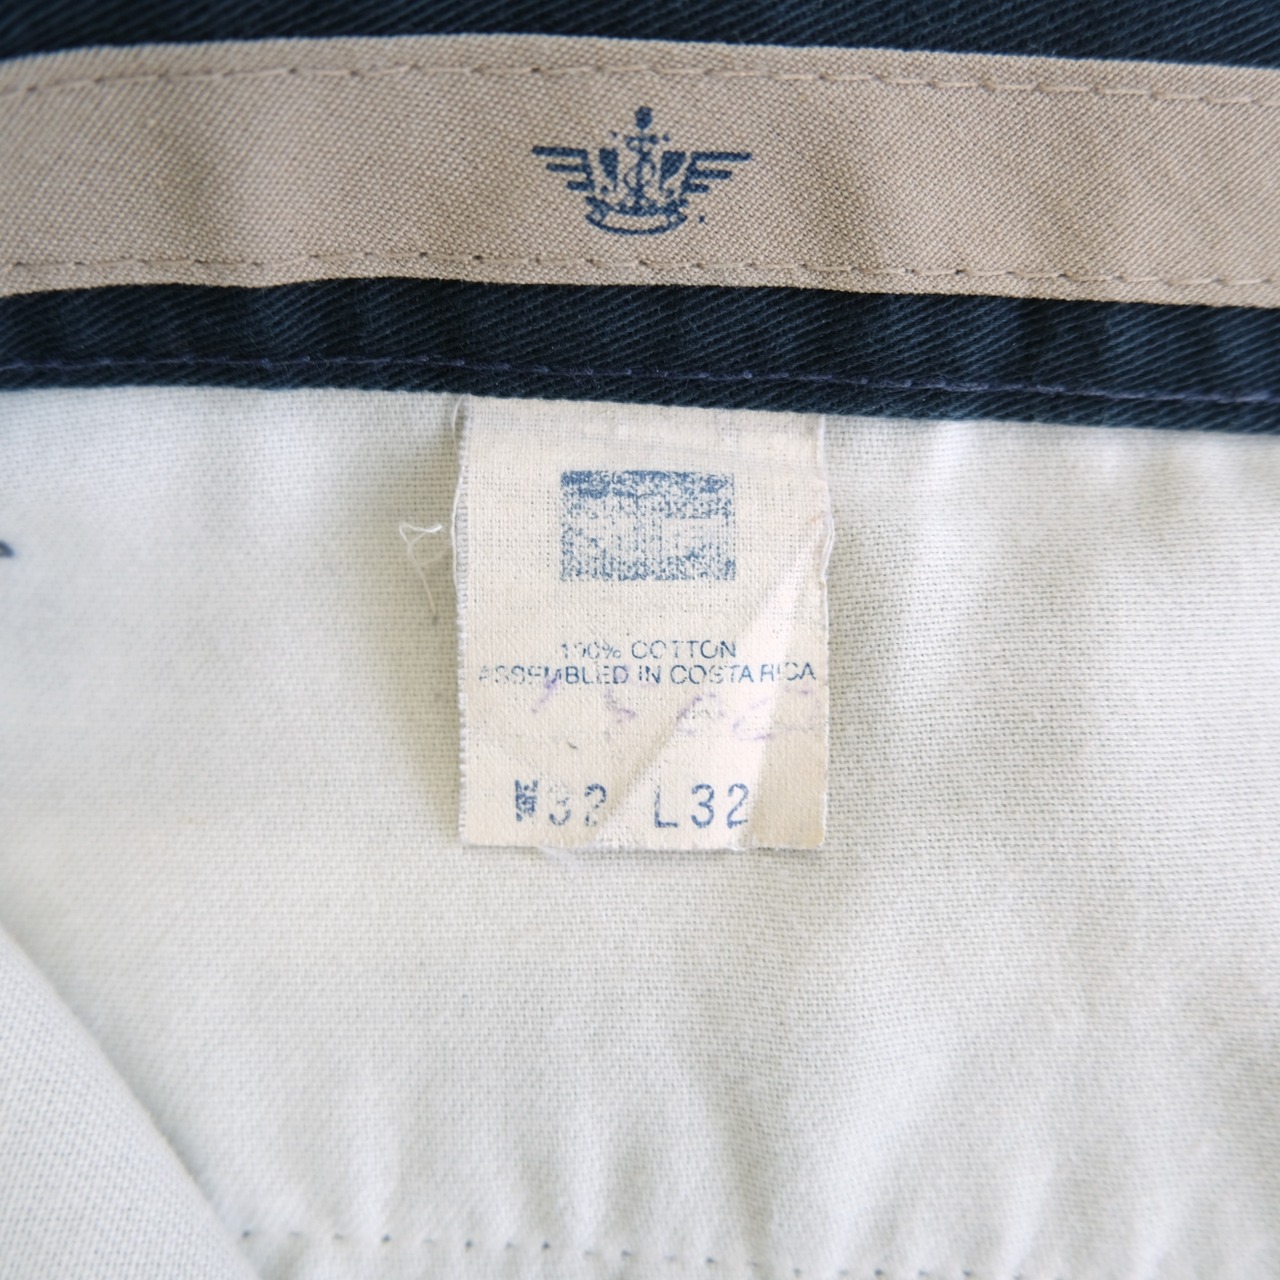 100% COTTON
ASSEMBLED IN COSTA RICA
W32 L32